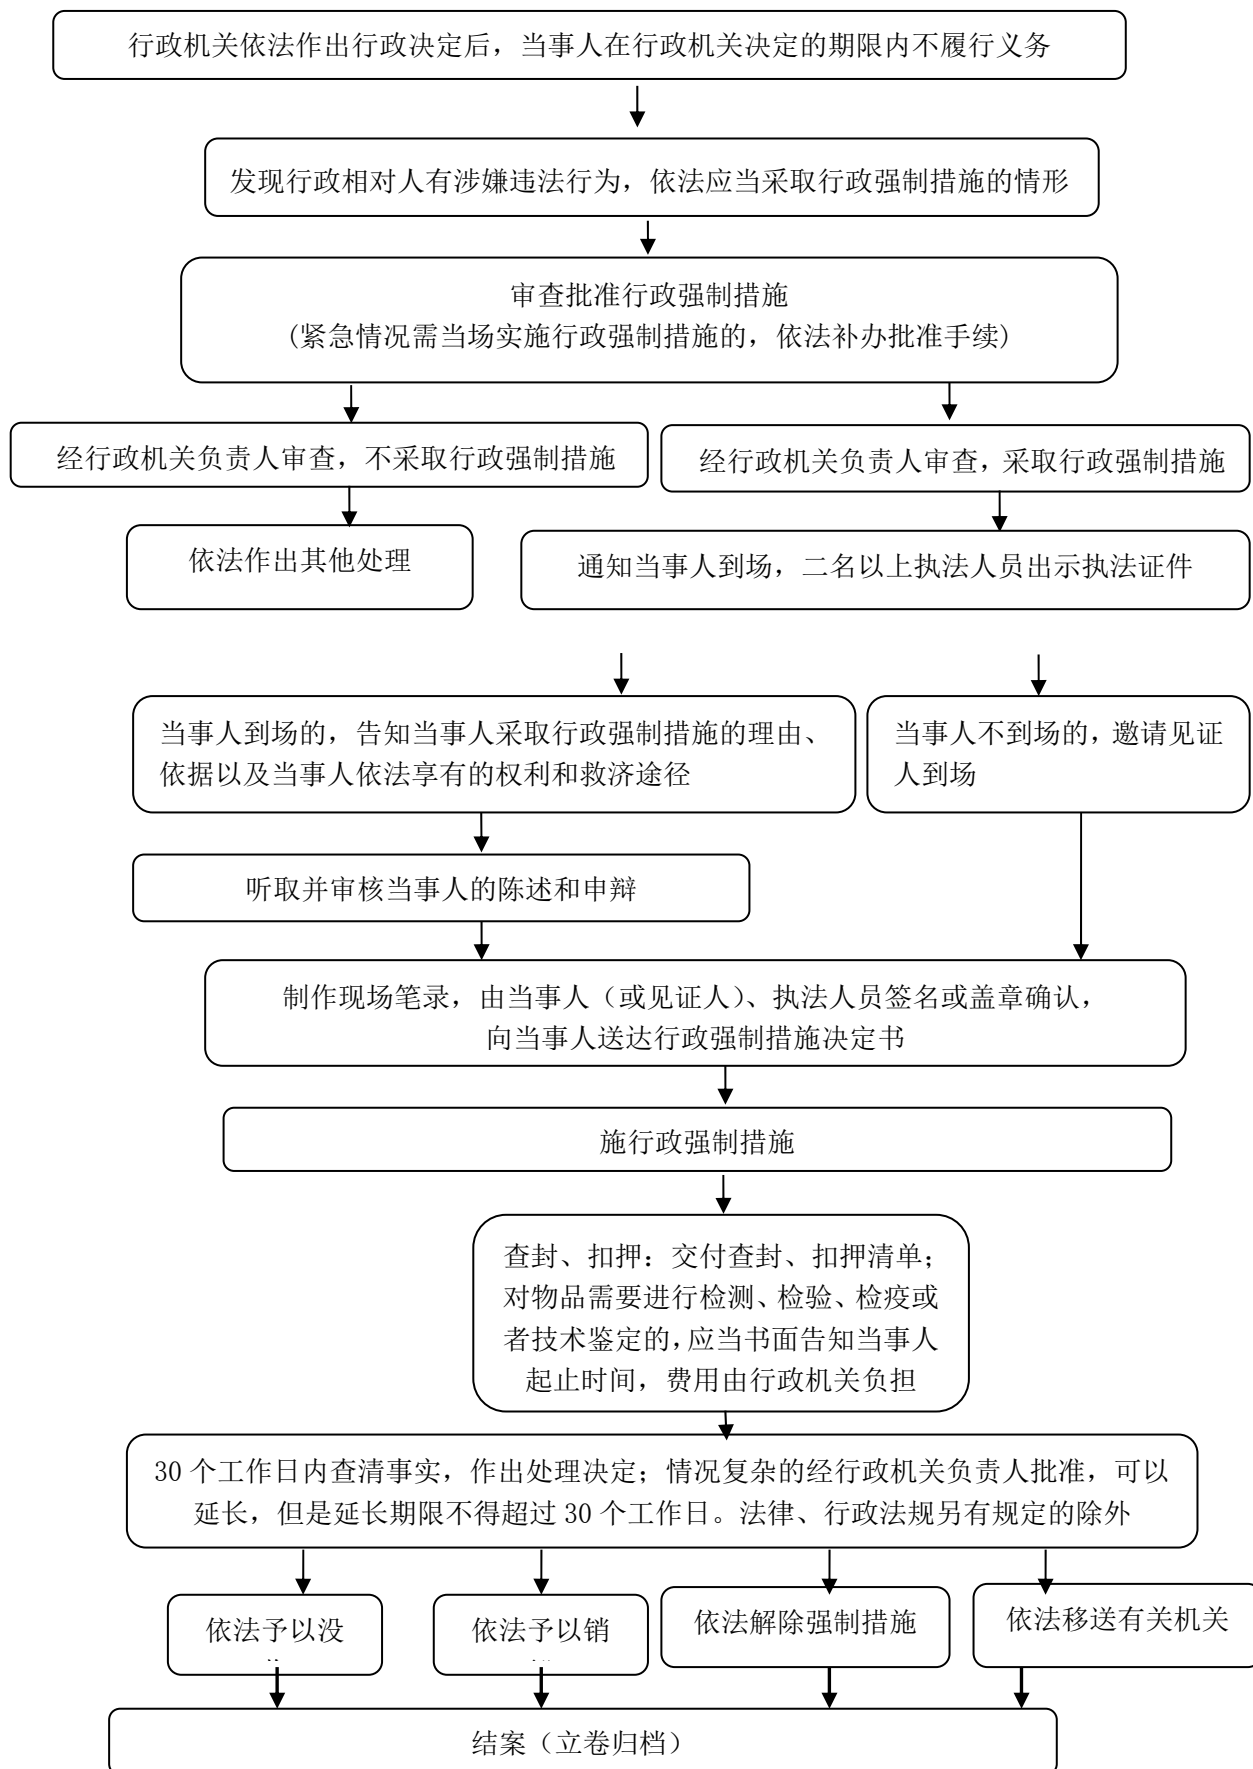 行政机关依法作出行政决定后，当事人在行政机关决定的期限内不履行义务
发现行政相对人有涉嫌违法行为，依法应当采取行政强制措施的情形
审查批准行政强制措施
(紧急情况需当场实施行政强制措施的，依法补办批准手续)
经行政机关负责人审查，不采取行政强制措施
经行政机关负责人审查，采取行政强制措施
依法作出其他处理
通知当事人到场，二名以上执法人员出示执法证件
当事人到场的，告知当事人采取行政强制措施的理由、
依据以及当事人依法享有的权利和救济途径
当事人不到场的，邀请见证
人到场
听取并审核当事人的陈述和申辩
制作现场笔录，由当事人（或见证人）、执法人员签名或盖章确认，
向当事人送达行政强制措施决定书
施行政强制措施
查封、扣押：交付查封、扣押清单；
对物品需要进行检测、检验、检疫或
者技术鉴定的，应当书面告知当事人
起止时间，费用由行政机关负担
30 个工作日内查清事实，作出处理决定；情况复杂的经行政机关负责人批准，可以
延长，但是延长期限不得超过 30 个工作日。法律、行政法规另有规定的除外
依法予以没
依法予以销
依法解除强制措施
依法移送有关机关
结案（立卷归档）